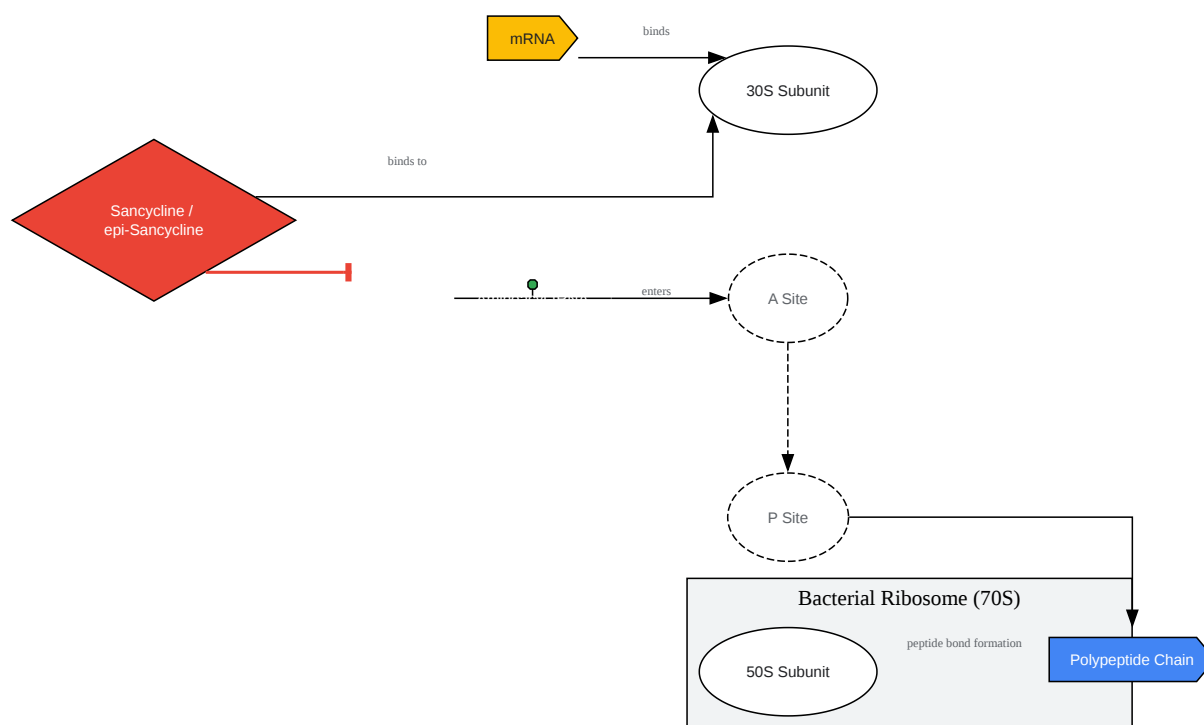 mRNA
binds
30S Subunit
binds to
Sancycline /
epi-Sancycline
enters
A Site
P Site
Bacterial Ribosome (70S)
peptide bond formation
50S Subunit
Polypeptide Chain